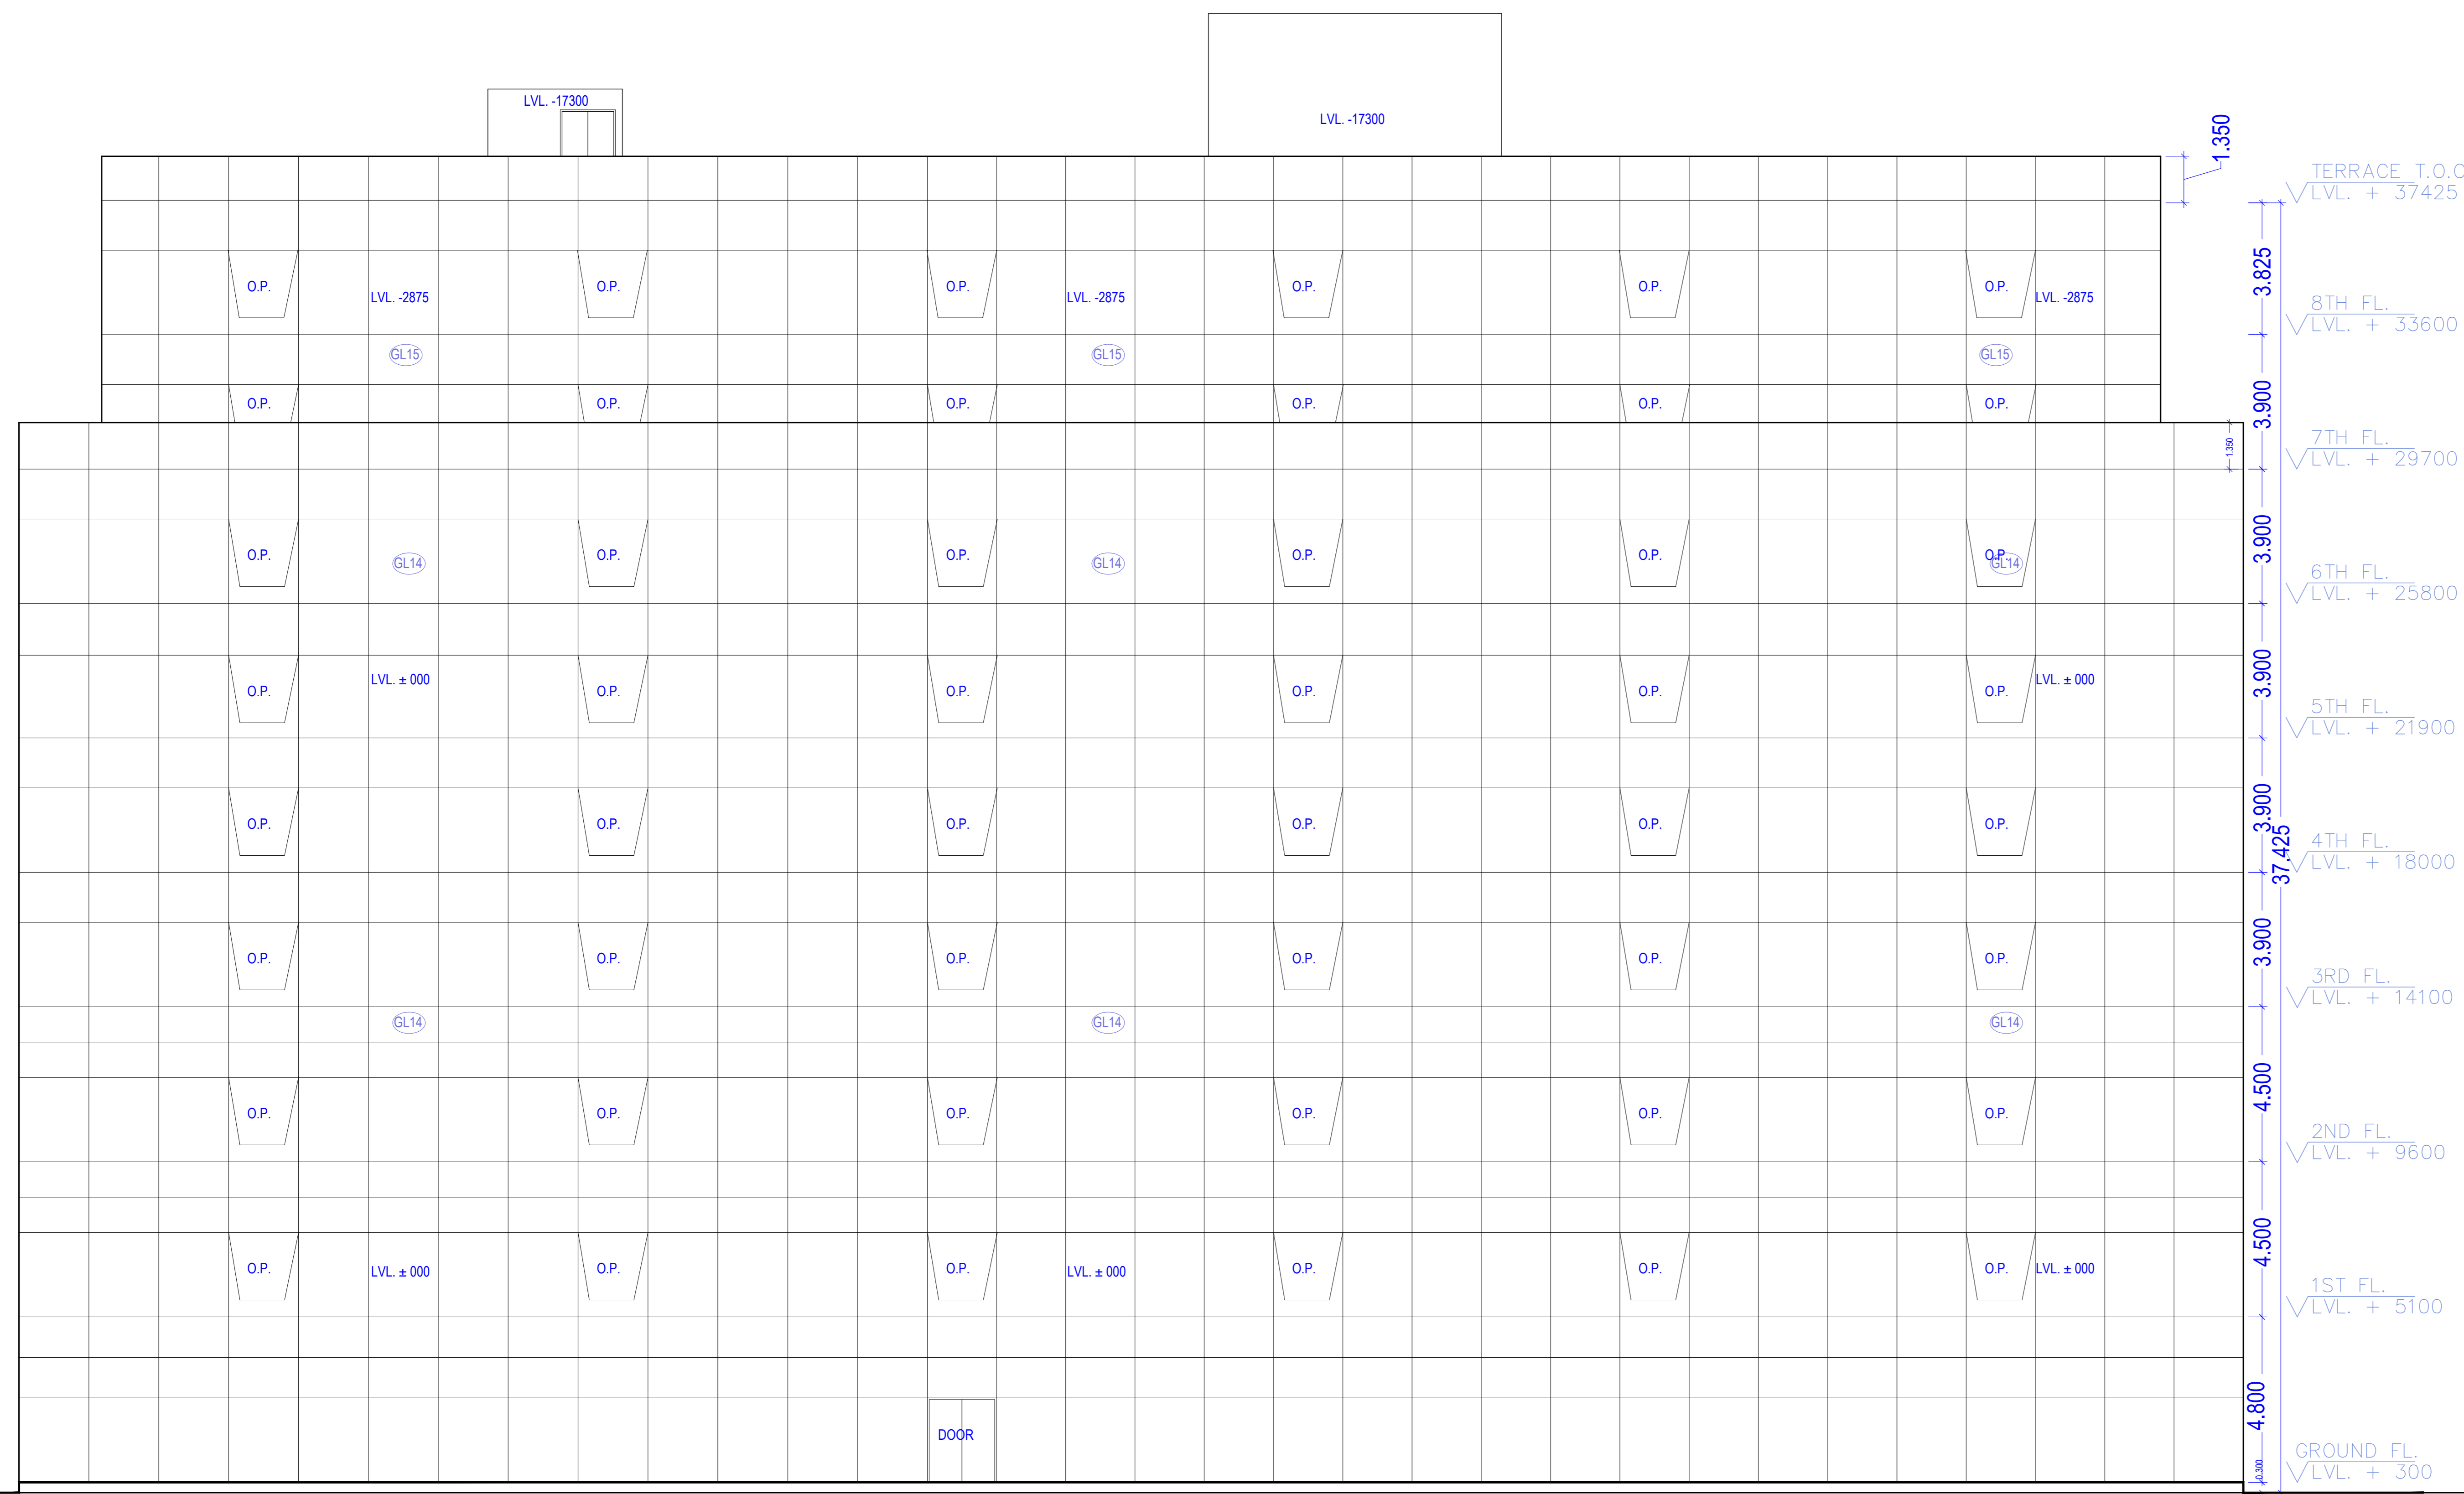 LVL. -17300
LVL. -17300
1.350
TERRACE T.O.
LVL. + 37425
O.P. LVL. -2875 O.P. O.P. LVL. -2875 O.P. O.P. O.P. LVL. -2875
3.825
8TH FL.
LVL. + 33600
GL15 GL15 GL15
O.P. O.P. O.P. O.P. O.P. O.P.
3.900
7TH FL.
LVL. + 29700
1.350
O.P. GL14 O.P. O.P. GL14 O.P. O.P. O.P. GL14
3.900
6TH FL.
LVL. + 25800
O.P. LVL. ± 000 O.P. O.P. O.P. O.P. O.P. LVL. ± 000
3.900
5TH FL.
LVL. + 21900
O.P. O.P. O.P. O.P. O.P. O.P.
3.900
37.425
4TH FL.
LVL. + 18000
O.P. O.P. O.P. O.P. O.P. O.P.
3.900
3RD FL.
LVL. + 14100
GL14 GL14 GL14
O.P. O.P. O.P. O.P. O.P. O.P.
4.500
2ND FL.
LVL. + 9600
O.P. LVL. ± 000 O.P. O.P. LVL. ± 000 O.P. O.P. O.P. LVL. ± 000
4.500
1ST FL.
LVL. + 5100
4.800
DOOR
GROUND FL.
LVL. + 300
0.300